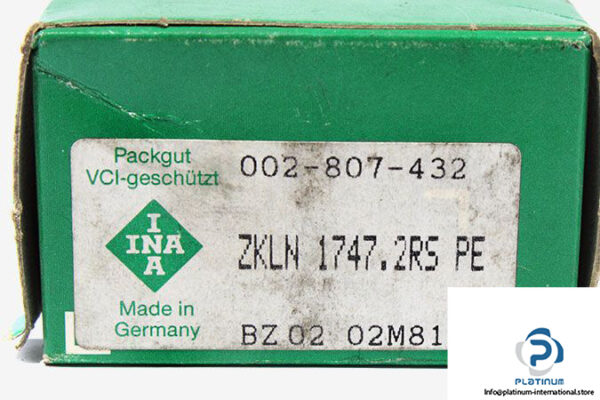 Packgut
VCI-geschützt
002-807-432
INA
INA
ZKLN 1747.2RS PE
Made in
Germany
BZ 02 02M81
PLATINUM
Info@platinum-international.store